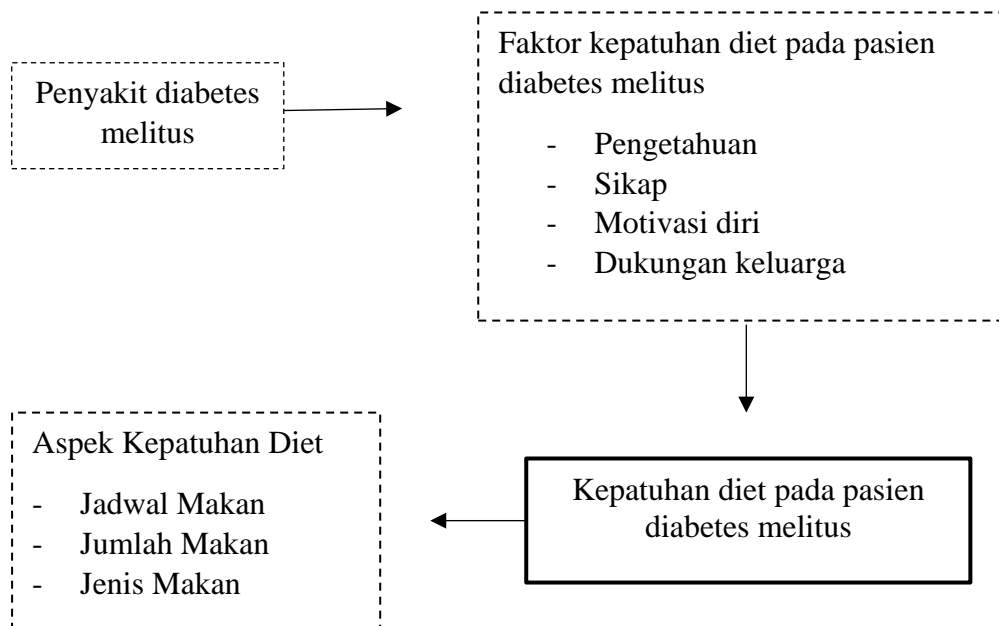 Penyakit diabetes
melitus
Faktor kepatuhan diet pada pasien
diabetes melitus
- Pengetahuan
- Sikap
- Motivasi diri
- Dukungan keluarga
Aspek Kepatuhan Diet
- Jadwal Makan
- Jumlah Makan
- Jenis Makan
Kepatuhan diet pada pasien
diabetes melitus